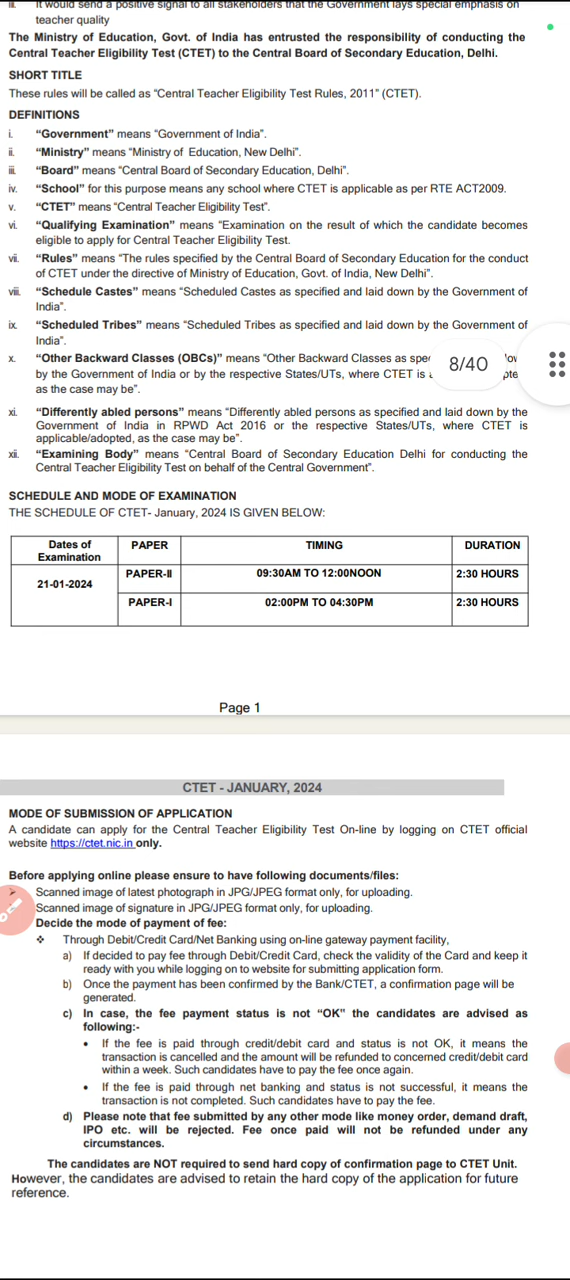 iii. It would send a positive signal to all stakeholders that the Government lays special emphasis on
teacher quality
The Ministry of Education, Govt. of India has entrusted the responsibility of conducting the
Central Teacher Eligibility Test (CTET) to the Central Board of Secondary Education, Delhi.
SHORT TITLE
These rules will be called as "Central Teacher Eligibility Test Rules, 2011" (CTET).
DEFINITIONS
i. "Government" means "Government of India".
ii. "Ministry" means "Ministry of Education, New Delhi".
iii. "Board" means "Central Board of Secondary Education, Delhi".
iv. "School" for this purpose means any school where CTET is applicable as per RTE ACT2009.
v. "CTET" means "Central Teacher Eligibility Test".
vi. "Qualifying Examination" means "Examination on the result of which the candidate becomes
eligible to apply for Central Teacher Eligibility Test.
vii. "Rules" means "The rules specified by the Central Board of Secondary Education for the conduct
of CTET under the directive of Ministry of Education, Govt. of India, New Delhi".
viii. "Schedule Castes" means "Scheduled Castes as specified and laid down by the Government of
India".
ix. "Scheduled Tribes" means "Scheduled Tribes as specified and laid down by the Government of
India".
x. "Other Backward Classes (OBCs)" means "Other Backward Classes as
8/40
by the Government of India or by the respective States/UTs, where CTET is
as the case may be".
xi. "Differently abled persons" means "Differently abled persons as specified and laid down by the
Government of India in RPWD Act 2016 or the respective States/UTs, where CTET is
applicable/adopted, as the case may be".
xii. "Examining Body" means "Central Board of Secondary Education Delhi for conducting the
Central Teacher Eligibility Test on behalf of the Central Government".
SCHEDULE AND MODE OF EXAMINATION
THE SCHEDULE OF CTET- January, 2024 IS GIVEN BELOW:
Dates of Examination PAPER TIMING DURATION
21-01-2024 PAPER-II 09:30AM TO 12:00NOON 2:30 HOURS
PAPER-I 02:00PM TO 04:30PM 2:30 HOURS
Page 1
CTET - JANUARY, 2024
MODE OF SUBMISSION OF APPLICATION
A candidate can apply for the Central Teacher Eligibility Test On-line by logging on CTET official
website https://ctet.nic.in only.
Before applying online please ensure to have following documents/files:
Scanned image of latest photograph in JPG/JPEG format only, for uploading.
Scanned image of signature in JPG/JPEG format only, for uploading.
Decide the mode of payment of fee:
❖ Through Debit/Credit Card/Net Banking using on-line gateway payment facility,
a) If decided to pay fee through Debit/Credit Card, check the validity of the Card and keep it
ready with you while logging on to website for submitting application form.
b) Once the payment has been confirmed by the Bank/CTET, a confirmation page will be
generated.
c) In case, the fee payment status is not "OK" the candidates are advised as
following:-
• If the fee is paid through credit/debit card and status is not OK, it means the
transaction is cancelled and the amount will be refunded to concerned credit/debit card
within a week. Such candidates have to pay the fee once again.
• If the fee is paid through net banking and status is not successful, it means the
transaction is not completed. Such candidates have to pay the fee.
d) Please note that fee submitted by any other mode like money order, demand draft,
IPO etc. will be rejected. Fee once paid will not be refunded under any
circumstances.
The candidates are NOT required to send hard copy of confirmation page to CTET Unit.
However, the candidates are advised to retain the hard copy of the application for future
reference.